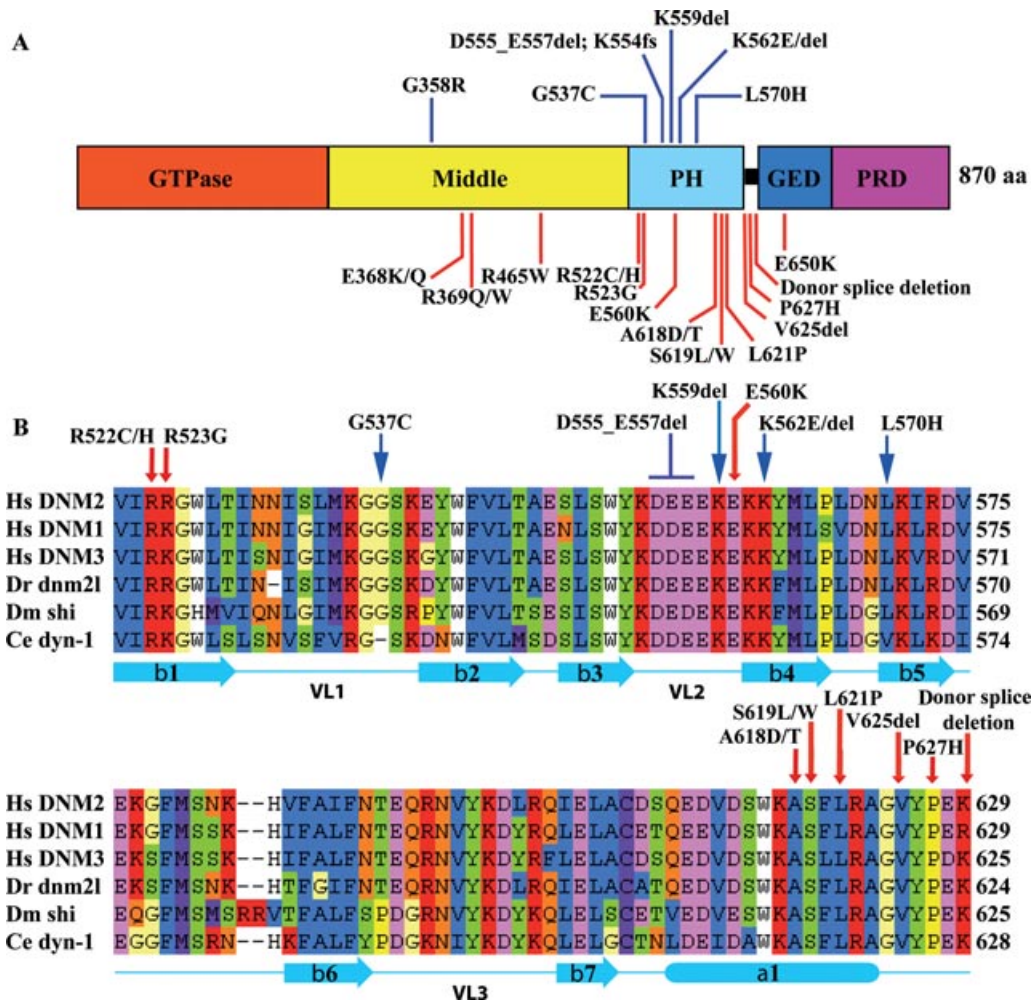 A
K559del
D555_E557del; K554fs
K562E/del
G358R
G537C
L570H
GTPase
Middle
PH
GED
PRD
870 aa
E368K/Q
R369Q/W
R465W
R522C/H
R523G
E560K
A618D/T
S619L/W
L621P
V625del
P627H
Donor splice deletion
E650K
B
R522C/H
R523G
G537C
D555_E557del
K559del
E560K
K562E/del
L570H
Hs DNM2 VIRRGWLTINNISLMKGGSKEYWFVLTAESLSWYKDEEEKEKKYMLPLDNLKIRDV 575
Hs DNM1 VIRKGWLTINNIGIMKGGSKEYWFVLTAENLSWYKDDEEKEKKYMLSVDNLKLRDV 575
Hs DNM3 VIRRGWLTISNIGIMKGGSKGYWFVLTAESLSWYKDDEEKEKKYMLPLDNLKVRDV 571
Dr dnm2l VIRRGWLTIN-ISIMKGGSKDYWFVLTAESLSWYKDEEEKEKKFMLPLDNLKLRDV 570
Dm shi VIRKGHMVIQNLGIMKGGSRPYWFVLTSESISWYKDEDEKEKKFMLPLDGLKLRDI 569
Ce dyn-1 VIRKGWLSLSNVSFVRG-SKDNWFVLMSDSLSWYKDDEEKEKKYMLPLDGVKLKDI 574
b1
VL1
b2
b3
VL2
b4
b5
A618D/T
S619L/W
L621P
V625del
P627H
Donor splice
deletion
Hs DNM2 EKGFMSNK--HVFAIFNTEQRNVYKDLRQIELACDSQEDVDSWKASFLRAGVYPEK 629
Hs DNM1 EKGFMSSK--HIFALFNTEQRNVYKDYRQLELACETQEEVDSWKASFLRAGVYPER 629
Hs DNM3 EKSFMSSK--HIFALFNTEQRNVYKDYRFLELACDSQEDVDSWKASLLRAGVYPDK 625
Dr dnm2l EKSFMSNK--HTFGIFNTEQRNVYKDLRQIELACATQEDVDSWKASFLRAGVYPEK 624
Dm shi EQGFMSMSRRVTFALFSPDGRNVYKDYKQLELSCETVEDVESWKASFLRAGVYPEK 625
Ce dyn-1 EGGFMSRN--HKFALFYPDGKNIYKDYKQLELGCTNLDEIDAWKASFLRAGVYPEK 628
b6
VL3
b7
a1